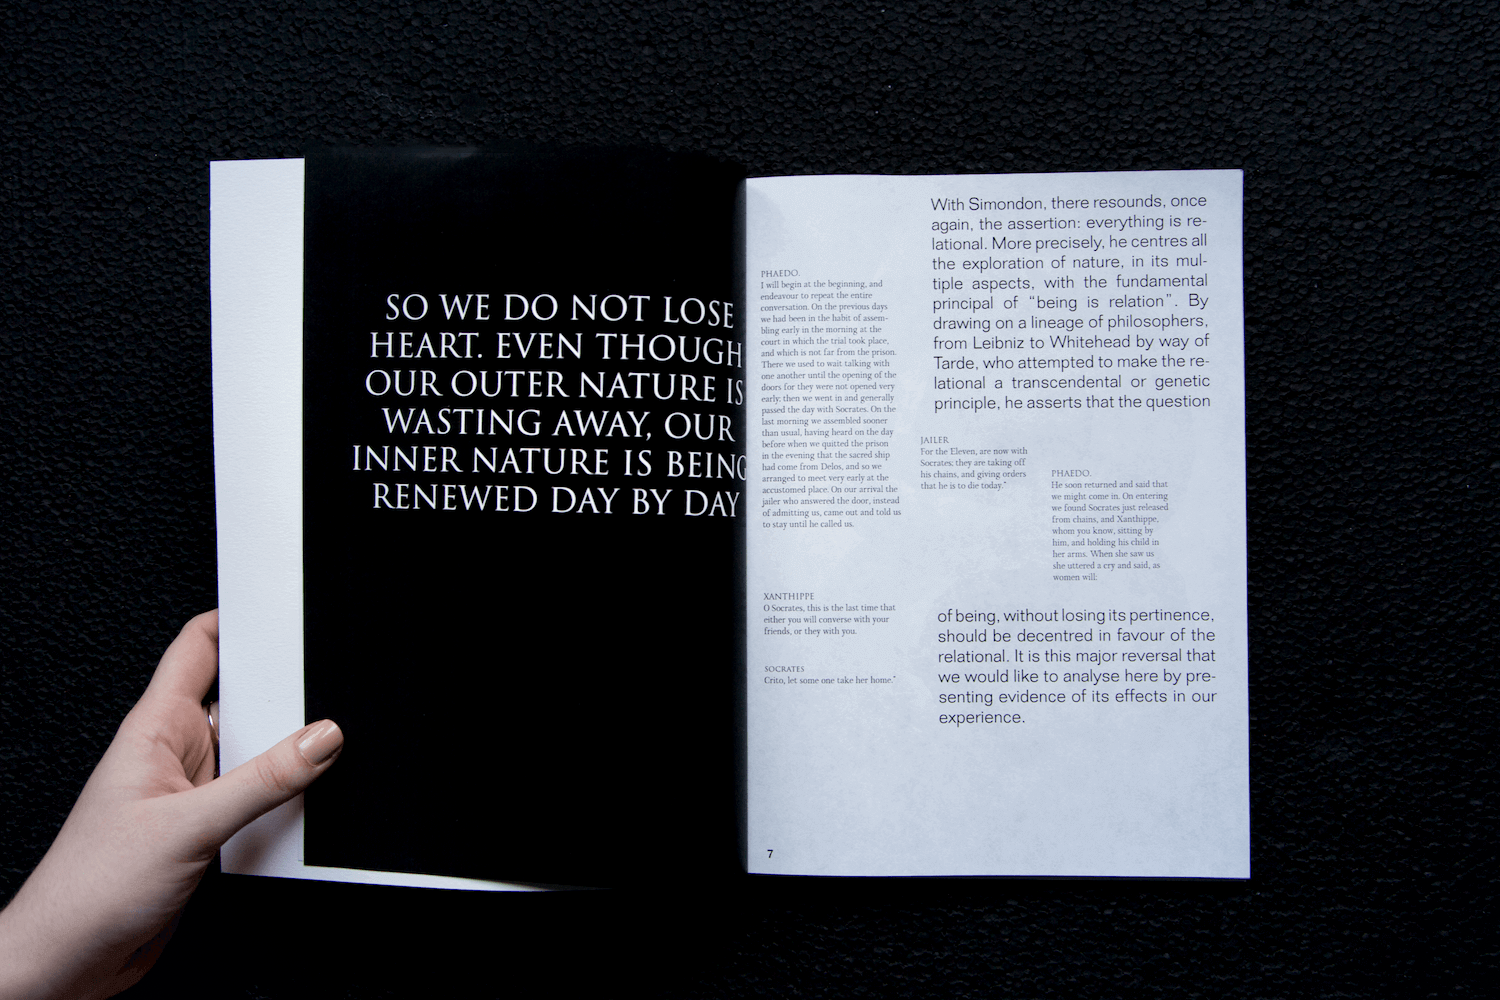 SO WE DO NOT LOSE
HEART. EVEN THOUGH
OUR OUTER NATURE IS
WASTING AWAY, OUR
INNER NATURE IS BEING
RENEWED DAY BY DAY
With Simondon, there resounds, once
again, the assertion: everything is re-
lational. More precisely, he centres all
the exploration of nature, in its mul-
tiple aspects, with the fundamental
principal of “being is relation”. By
drawing on a lineage of philosophers,
from Leibniz to Whitehead by way of
Tarde, who attempted to make the re-
lational a transcendental or genetic
principle, he asserts that the question
PHAEDO.
I will begin at the beginning, and
endeavour to repeat the entire
conversation. On the previous days
we had been in the habit of assem-
bling early in the morning at the
court in which the trial took place,
and which is not far from the prison.
There we used to wait talking with
one another until the opening of the
doors for they were not opened very
early; then we went in and generally
passed the day with Socrates. On the
last morning we assembled sooner
than usual, having heard on the day
before when we quitted the prison
in the evening that the sacred ship
had come from Delos, and so we
arranged to meet very early at the
accustomed place. On our arrival the
jailer who answered the door, instead
of admitting us, came out and told us
to stay until he called us.
JAILER
For the Eleven, are now with
Socrates; they are taking off
his chains, and giving orders
that he is to die today."
PHAEDO.
He soon returned and said that
we might come in. On entering
we found Socrates just released
from chains, and Xanthippe,
whom you know, sitting by
him, and holding his child in
her arms. When she saw us
she uttered a cry and said, as
women will:
XANTHIPPE
O Socrates, this is the last time that
either you will converse with your
friends, or they with you.
SOCRATES
Crito, let some one take her home."
of being, without losing its pertinence,
should be decentred in favour of the
relational. It is this major reversal that
we would like to analyse here by pre-
senting evidence of its effects in our
experience.
7